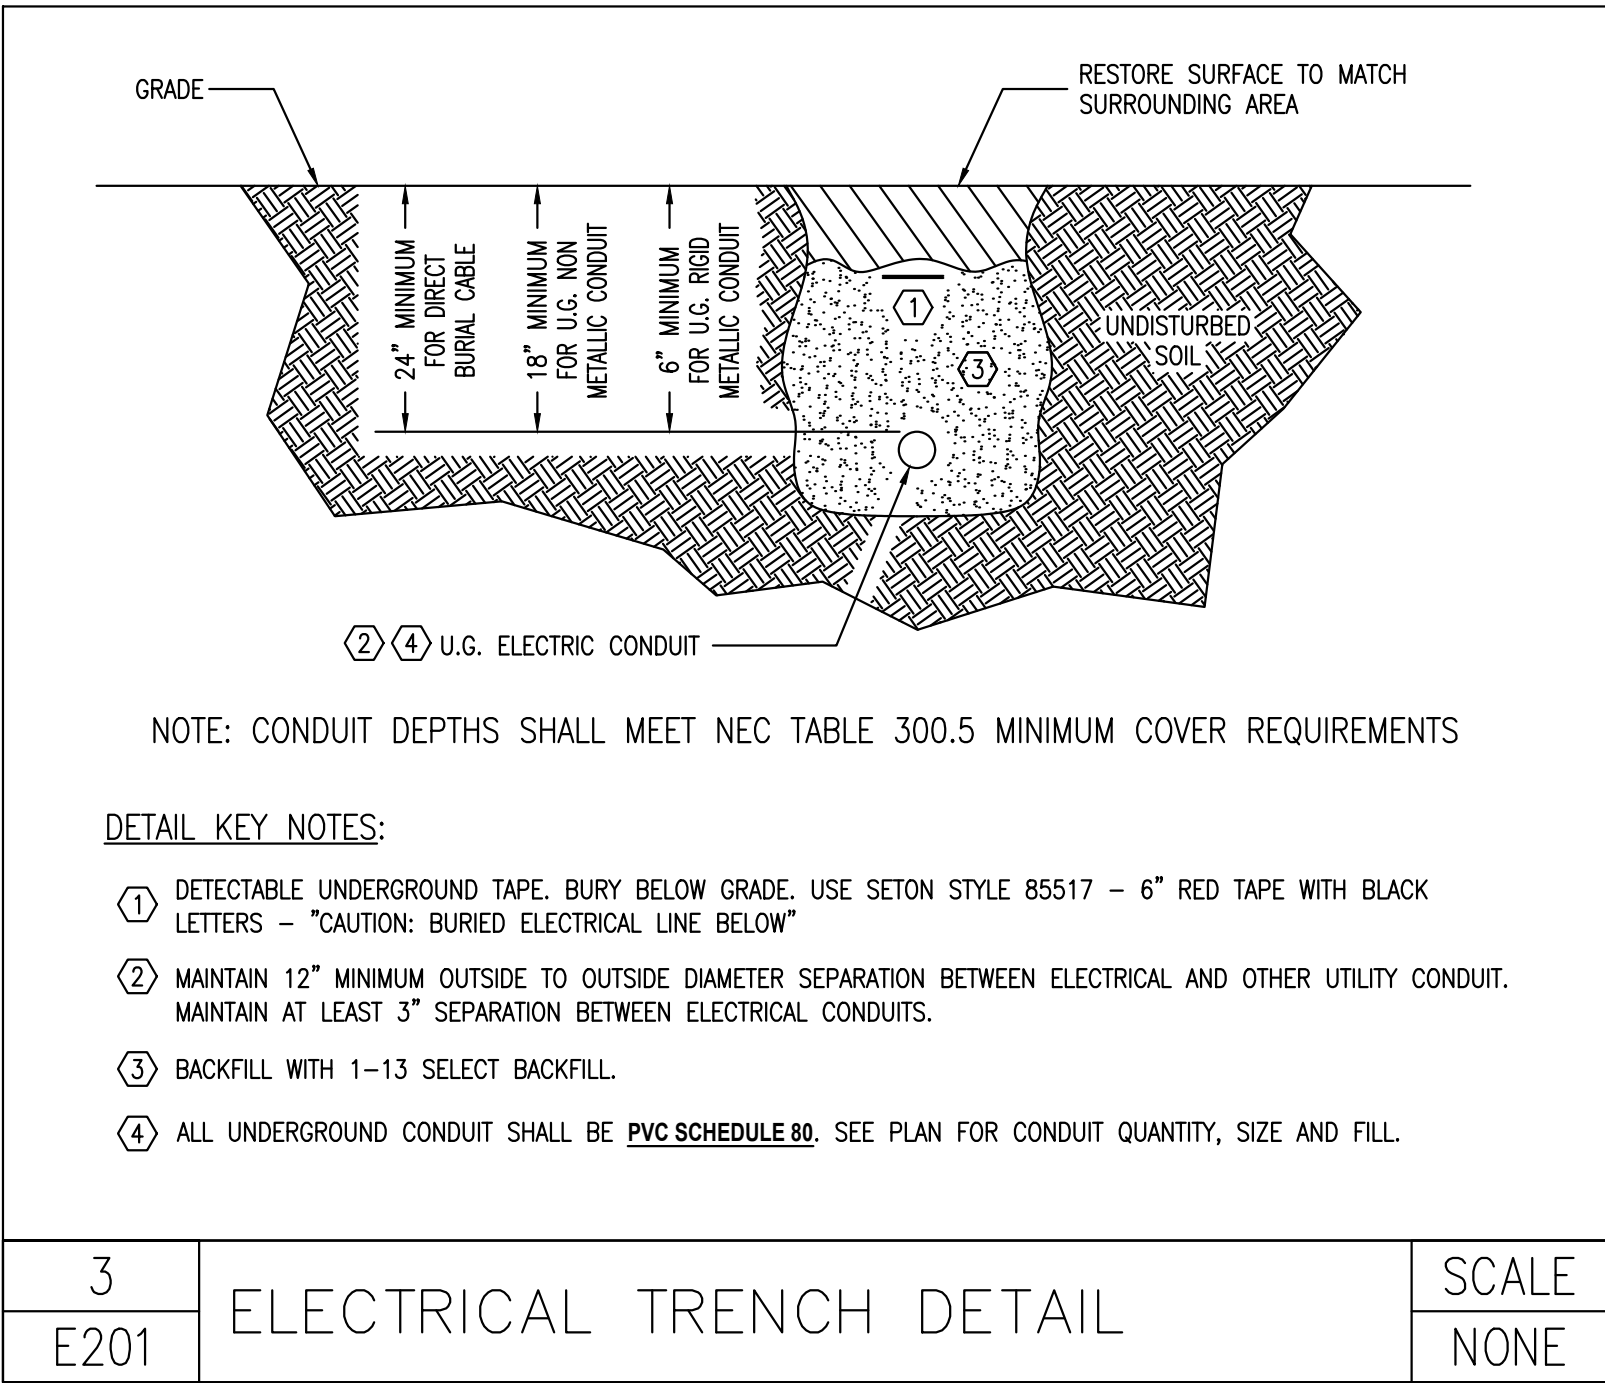 GRADE
RESTORE SURFACE TO MATCH
SURROUNDING AREA
24" MINIMUM
FOR DIRECT
BURIAL CABLE
18" MINIMUM
FOR U.G. NON
METALLIC CONDUIT
6" MINIMUM
FOR U.G. RIGID
METALLIC CONDUIT
1
3
UNDISTURBED
SOIL
2 4 U.G. ELECTRIC CONDUIT
NOTE: CONDUIT DEPTHS SHALL MEET NEC TABLE 300.5 MINIMUM COVER REQUIREMENTS
DETAIL KEY NOTES:
1 DETECTABLE UNDERGROUND TAPE. BURY BELOW GRADE. USE SETON STYLE 85517 – 6" RED TAPE WITH BLACK
LETTERS – "CAUTION: BURIED ELECTRICAL LINE BELOW"
2 MAINTAIN 12" MINIMUM OUTSIDE TO OUTSIDE DIAMETER SEPARATION BETWEEN ELECTRICAL AND OTHER UTILITY CONDUIT.
MAINTAIN AT LEAST 3" SEPARATION BETWEEN ELECTRICAL CONDUITS.
3 BACKFILL WITH 1–13 SELECT BACKFILL.
4 ALL UNDERGROUND CONDUIT SHALL BE PVC SCHEDULE 80. SEE PLAN FOR CONDUIT QUANTITY, SIZE AND FILL.
3
E201
ELECTRICAL TRENCH DETAIL
SCALE
NONE